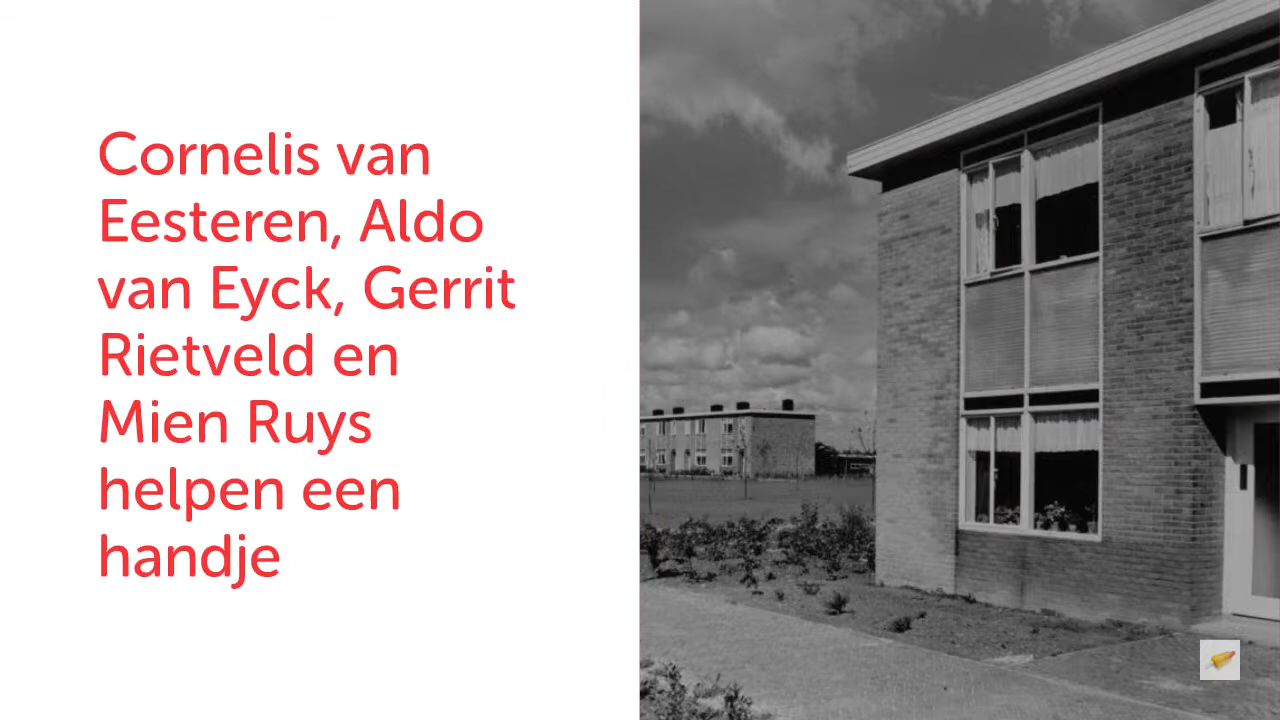 Cornelis van
Eesteren, Aldo
van Eyck, Gerrit
Rietveld en
Mien Ruys
helpen een
handje